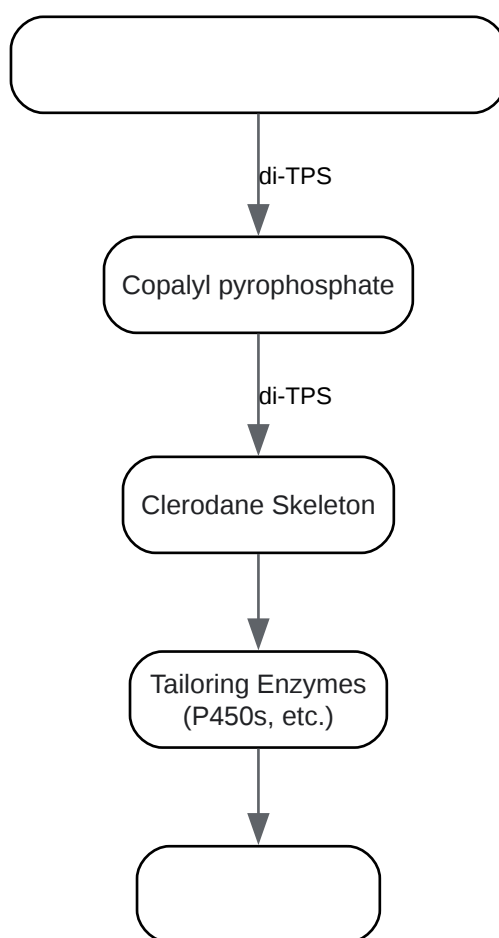 di-TPS
Copalyl pyrophosphate
di-TPS
Clerodane Skeleton
Tailoring Enzymes
(P450s, etc.)